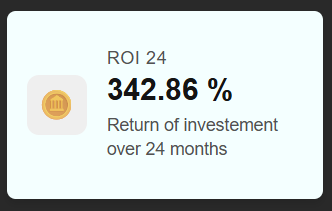 ROI 24
342.86 %
Return of investement
over 24 months